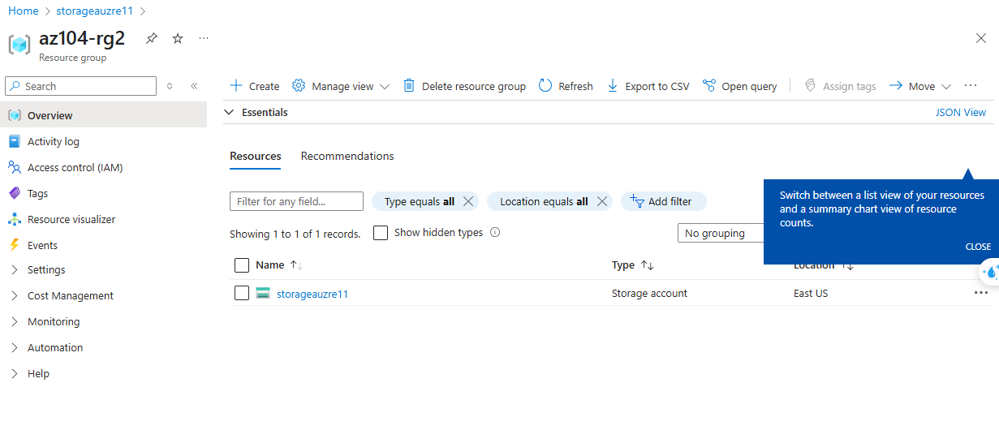 Home > storageauzre11 >
az104-rg2
Resource group
Search
Overview
Activity log
Access control (IAM)
Tags
Resource visualizer
Events
Settings
Cost Management
Monitoring
Automation
Help
Create Manage view Delete resource group Refresh Export to CSV Open query Assign tags Move
Essentials JSON View
Resources Recommendations
Filter for any field... Type equals all Location equals all Add filter
Showing 1 to 1 of 1 records. Show hidden types No grouping
Switch between a list view of your resources
and a summary chart view of resource
counts.
CLOSE
Name Type Location
storageauzre11 Storage account East US